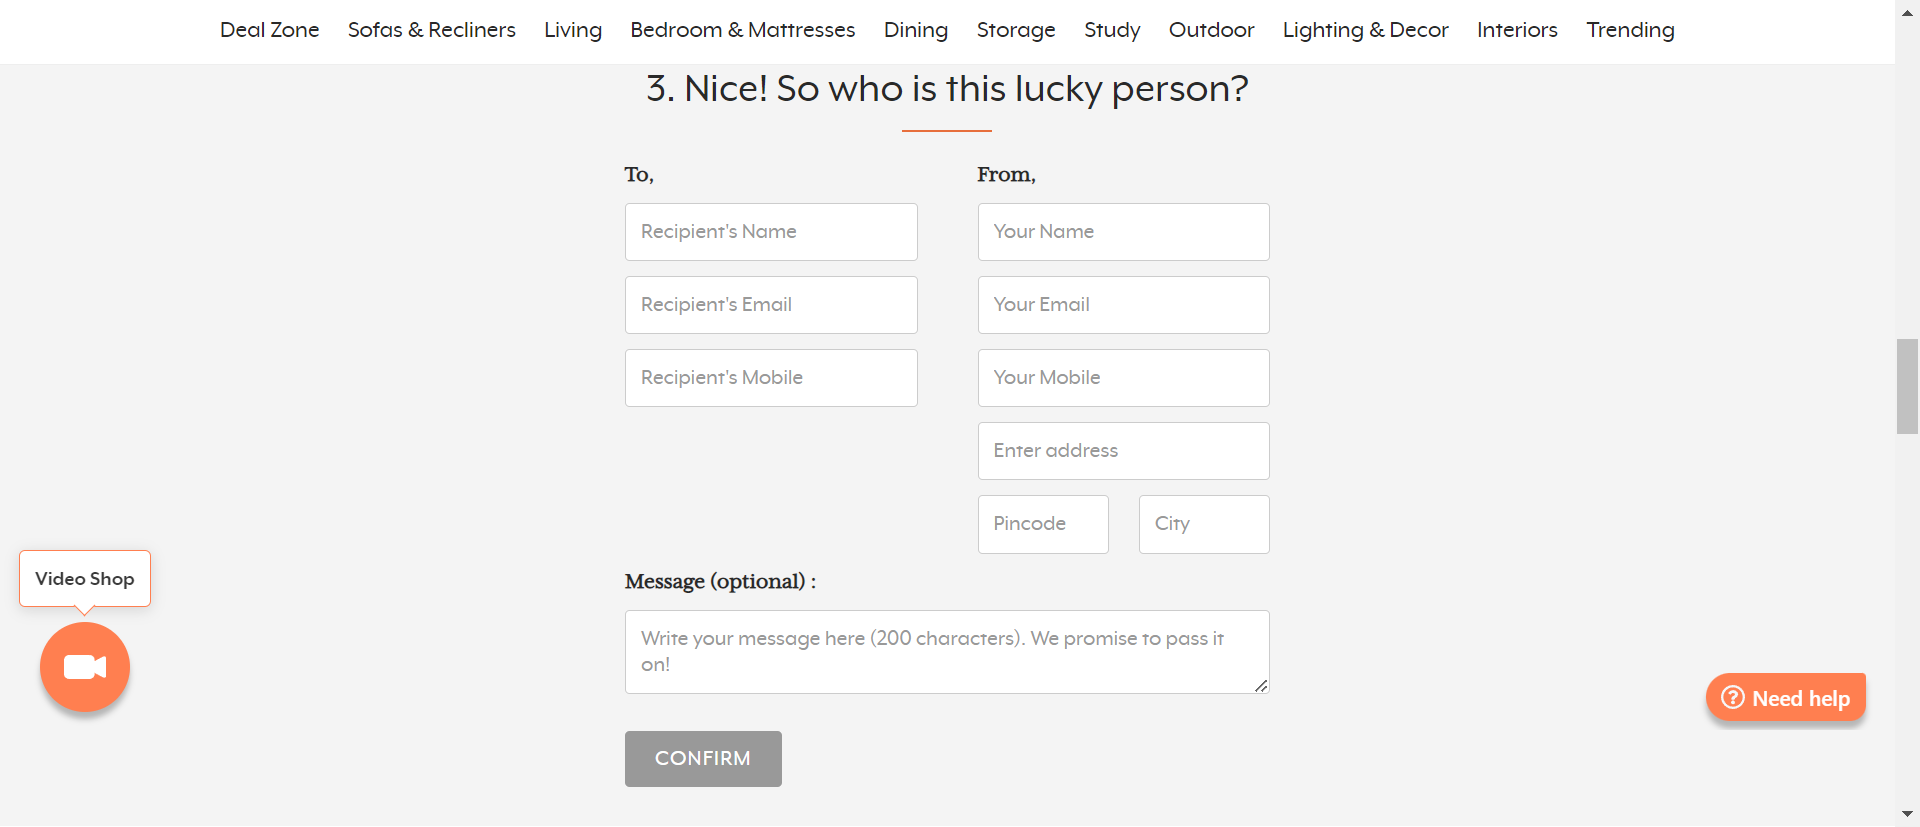 Deal Zone Sofas & Recliners Living Bedroom & Mattresses Dining Storage Study Outdoor Lighting & Decor Interiors Trending
3. Nice! So who is this lucky person?
To,
Recipient's Name
Recipient's Email
Recipient's Mobile
From,
Your Name
Your Email
Your Mobile
Enter address
Pincode City
Message (optional) :
Write your message here (200 characters). We promise to pass it
on!
CONFIRM
Video Shop
Need help